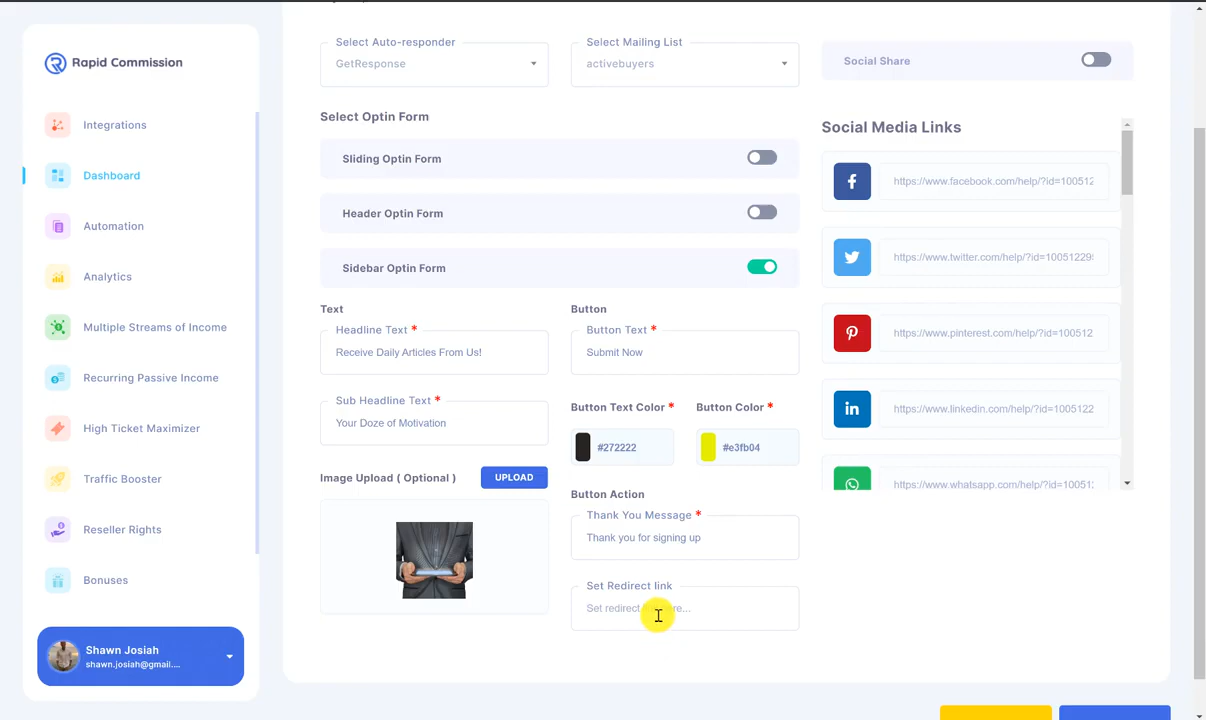 Rapid Commission
Integrations
Dashboard
Automation
Analytics
Multiple Streams of Income
Recurring Passive Income
High Ticket Maximizer
Traffic Booster
Reseller Rights
Bonuses
Shawn Josiah
shawn.josiah@gmail....
Select Auto-responder
GetResponse
Select Mailing List
activebuyers
Select Optin Form
Sliding Optin Form
Header Optin Form
Sidebar Optin Form
Text
Headline Text *
Receive Daily Articles From Us!
Sub Headline Text *
Your Doze of Motivation
Image Upload ( Optional )
UPLOAD
Button
Button Text *
Submit Now
Button Text Color *
Button Color *
#272222
#e3fb04
Button Action
Thank You Message *
Thank you for signing up
Set Redirect link
Set redirect
Social Share
Social Media Links
https://www.facebook.com/help/?id=100512
https://www.twitter.com/help/?id=10051229
https://www.pinterest.com/help/?id=100512
https://www.linkedin.com/help/?id=1005122
https://www.whatsapp.com/help/?id=10051